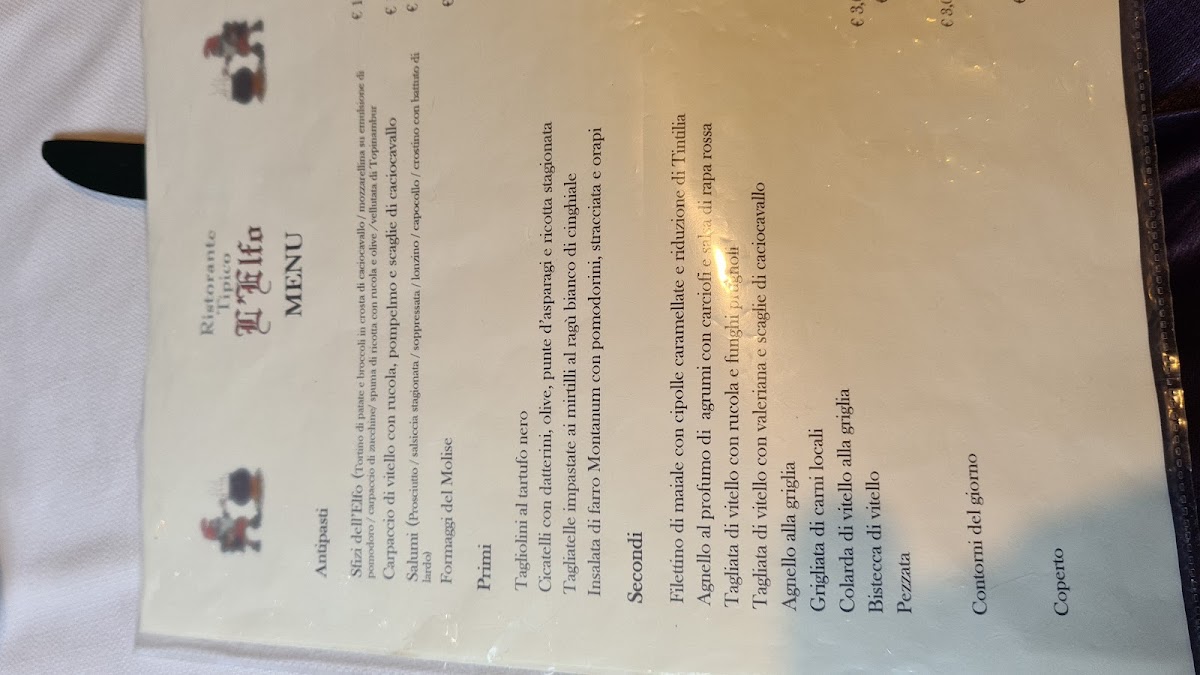 Ristorante
Tipico
L'Elfo
MENU
Antipasti
Sfizi dell'Elfo (Tortino di patate e broccoli in crosta di caciocavallo / mozzarellina su emulsione di
pomodoro / carpaccio di zucchine/ spuma di ricotta con rucola e olive /vellutata di Topinambur
Carpaccio di vitello con rucola, pompelmo e scaglie di caciocavallo
Salumi (Prosciutto / salsiccia stagionata / soppressata / lonzino / capocollo / crostino con battuto di
lardo)
Formaggi del Molise
Primi
Tagliolini al tartufo nero
Cicatelli con datterini, olive, punte d'asparagi e ricotta stagionata
Tagliatelle impastate ai mirtilli al ragù bianco di cinghiale
Insalata di farro Montanum con pomodorini, stracciata e orapi
Secondi
Filettino di maiale con cipolle caramellate e riduzione di Tintilia
Agnello al profumo di agrumi con carciofi e salsa di rapa rossa
Tagliata di vitello con rucola e funghi prugnoli
Tagliata di vitello con valeriana e scaglie di caciocavallo
Agnello alla griglia
Grigliata di carni locali
Colarda di vitello alla griglia
Bistecca di vitello
Pezzata
Contorni del giorno
Coperto